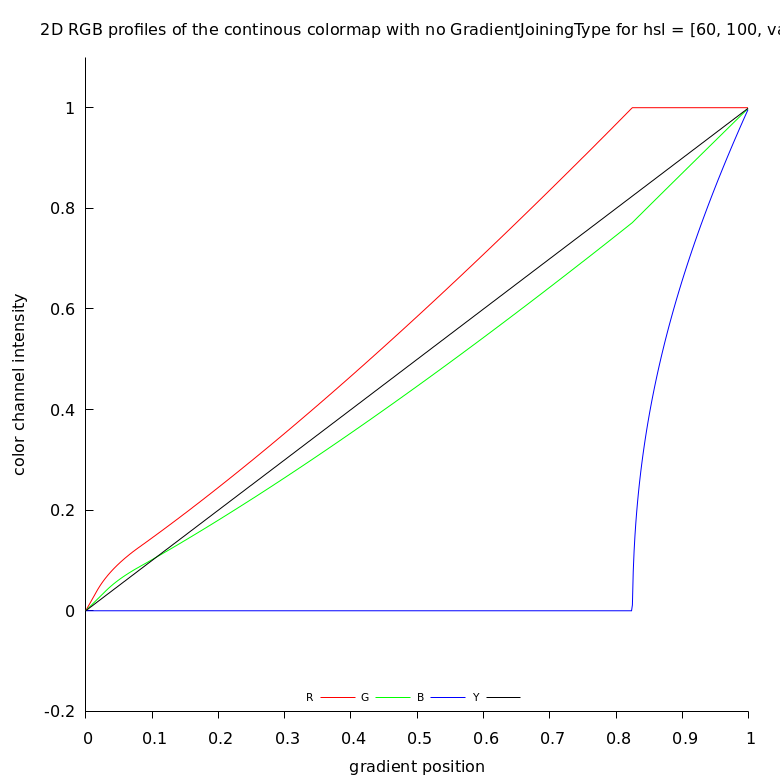 2D RGB profiles of the continous colormap with no GradientJoiningType for hsl = [60, 100,
1
0.8
0.6
0.4
0.2
0
-0.2
color channel intensity
R G B Y
0 0.1 0.2 0.3 0.4 0.5 0.6 0.7 0.8 0.9 1
gradient position